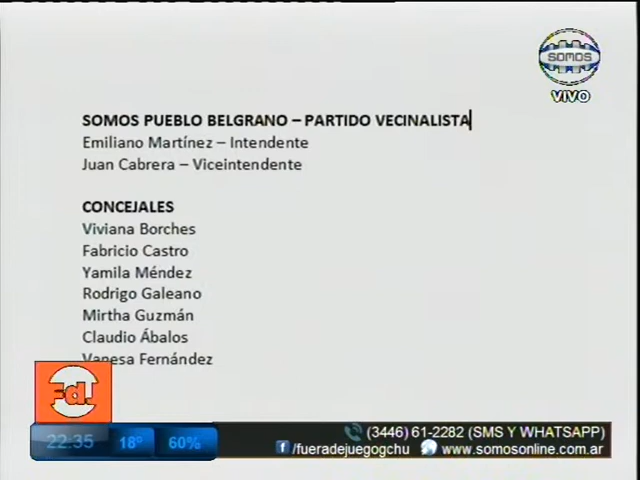 SOMOS
VIVO
SOMOS PUEBLO BELGRANO – PARTIDO VECINALISTA
Emiliano Martínez – Intendente
Juan Cabrera – Viceintendente
CONCEJALES
Viviana Borches
Fabricio Castro
Yamila Méndez
Rodrigo Galeano
Mirtha Guzmán
Claudio Ábalos
Vanesa Fernández
Fd!
22:35 18° 60%
(3446) 61-2282 (SMS Y WHATSAPP)
f /fueradejuegogchu www.somosonline.com.ar